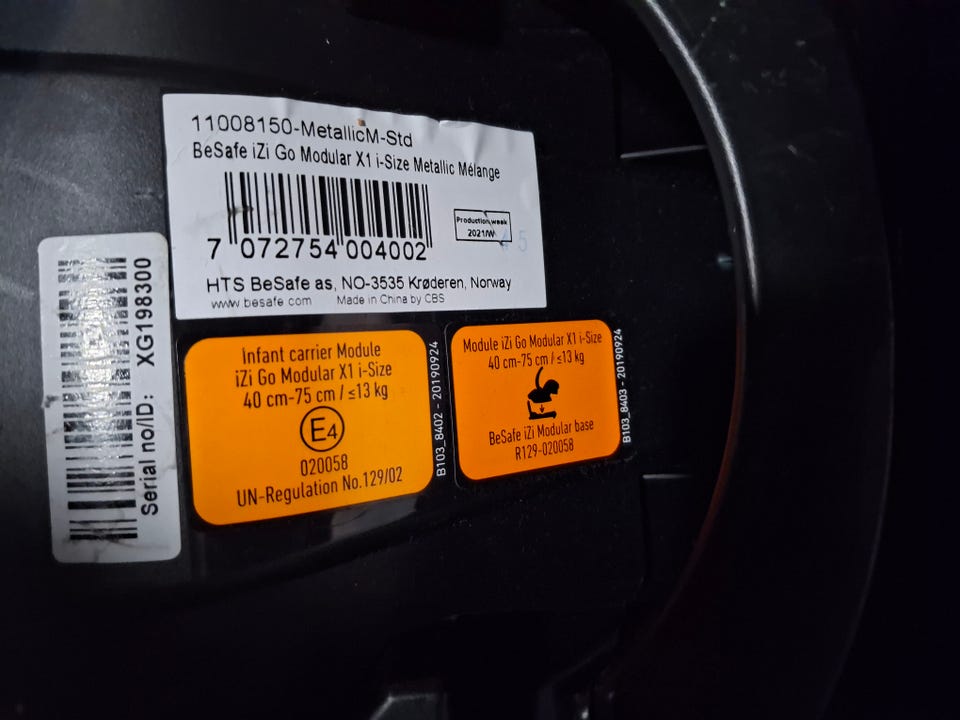 11008150-MetallicM-Std
BeSafe iZi Go Modular X1 i-Size Metallic Mélange
7 072754 004002
Production week
2021/W 45
HTS BeSafe as, NO-3535 Krøderen, Norway
www.besafe.com Made in China by CBS
Serial no/ID: XG198300
Infant carrier Module
iZi Go Modular X1 i-Size
40 cm-75 cm / ≤13 kg
E4
020058
UN-Regulation No.129/02
B103_8402 - 20190924
Module iZi Go Modular X1 i-Size
40 cm-75 cm / ≤13 kg
BeSafe iZi Modular base
R129-020058
B103_8403 - 20190924